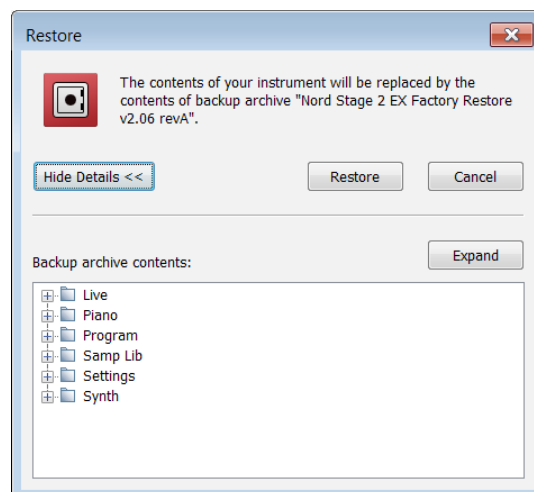 Restore
The contents of your instrument will be replaced by the
contents of backup archive "Nord Stage 2 EX Factory Restore
v2.06 revA".
Hide Details <<
Restore
Cancel
Expand
Backup archive contents:
Live
Piano
Program
Samp Lib
Settings
Synth